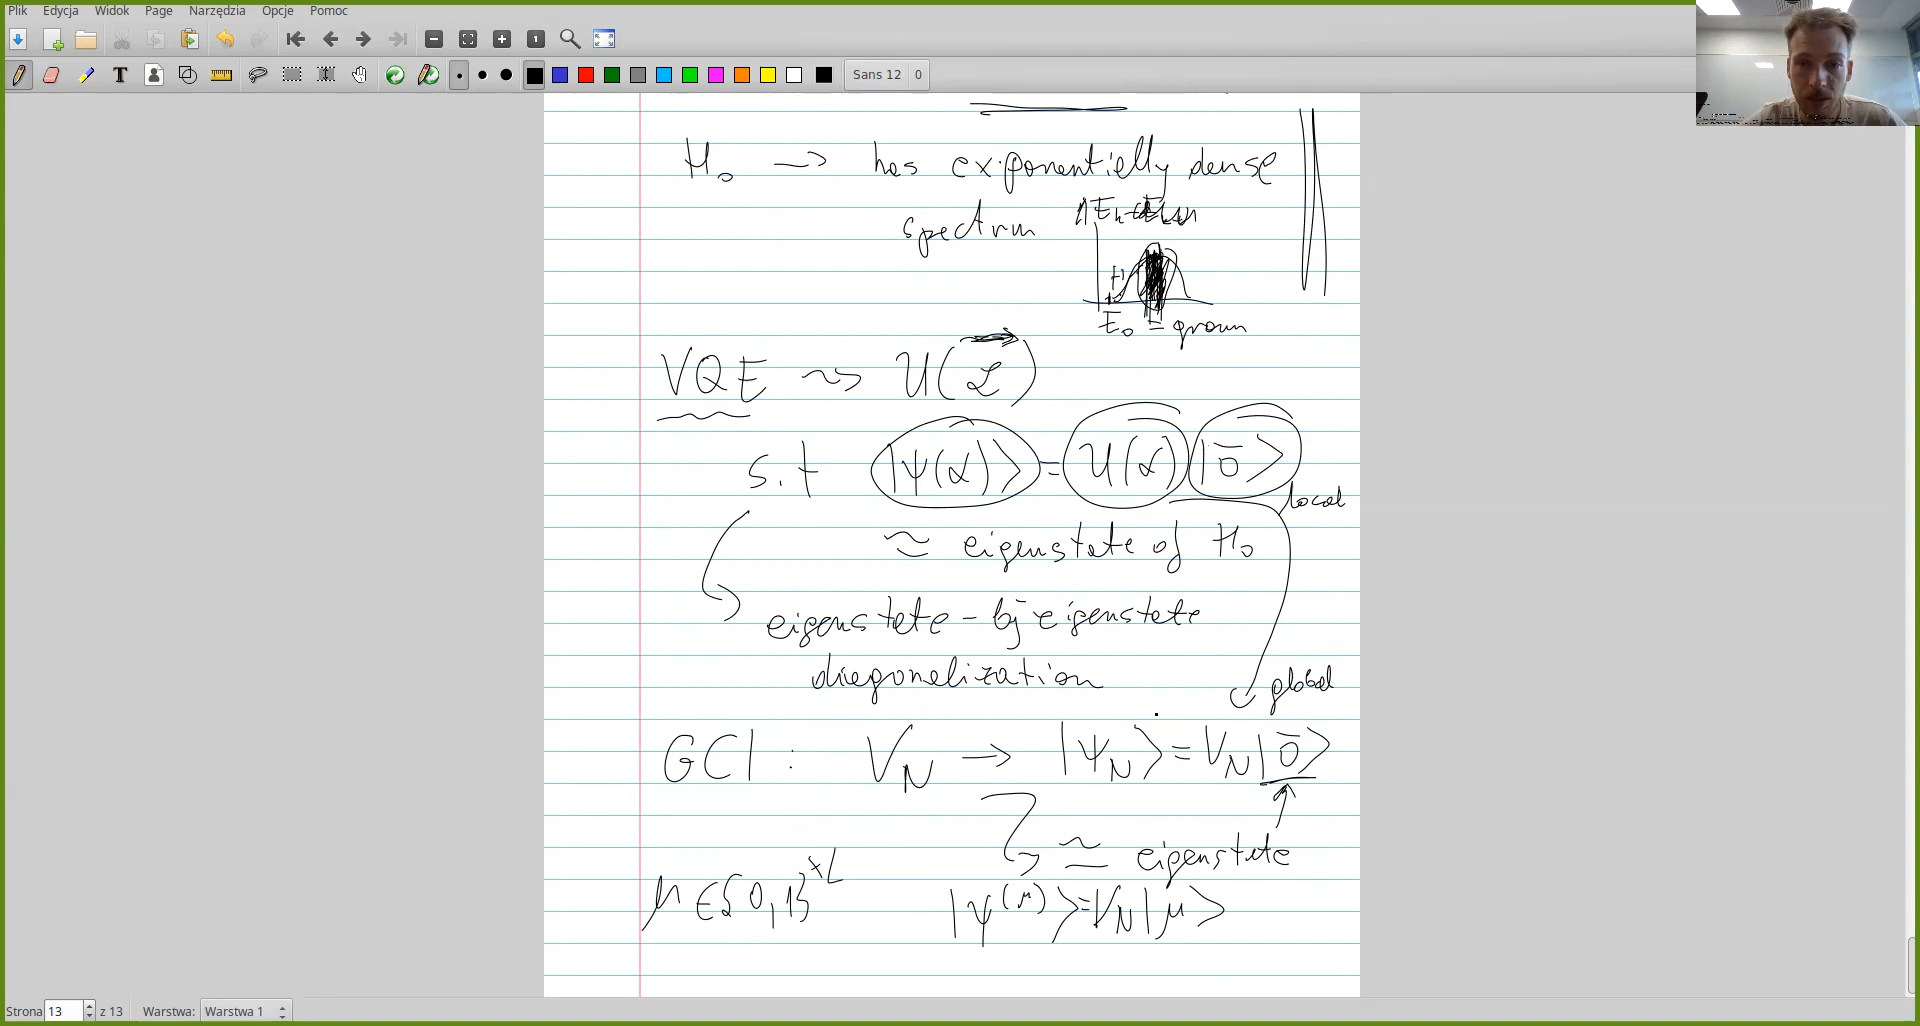 Plik Edycja Widok Page Narzędzia Opcje Pomoc
T Sans 12 0
H₀ → has exponentially dense
spectrum
E₀ = groun
VQE ⇝ U(α⃗)
s.t |ψ(α)⟩ = U(α)|0̄⟩
local
≈ eigenstate of H₀
eigenstate - by eigenstate
diagonalization
global
GCI : V_N → |ψ_N⟩ = V_N|0̄⟩
≅ eigenstate
μ ∈ {0,1}^{×L} |ψ^{(μ)}⟩ = V_N|μ⟩
Strona 13 z 13 Warstwa: Warstwa 1